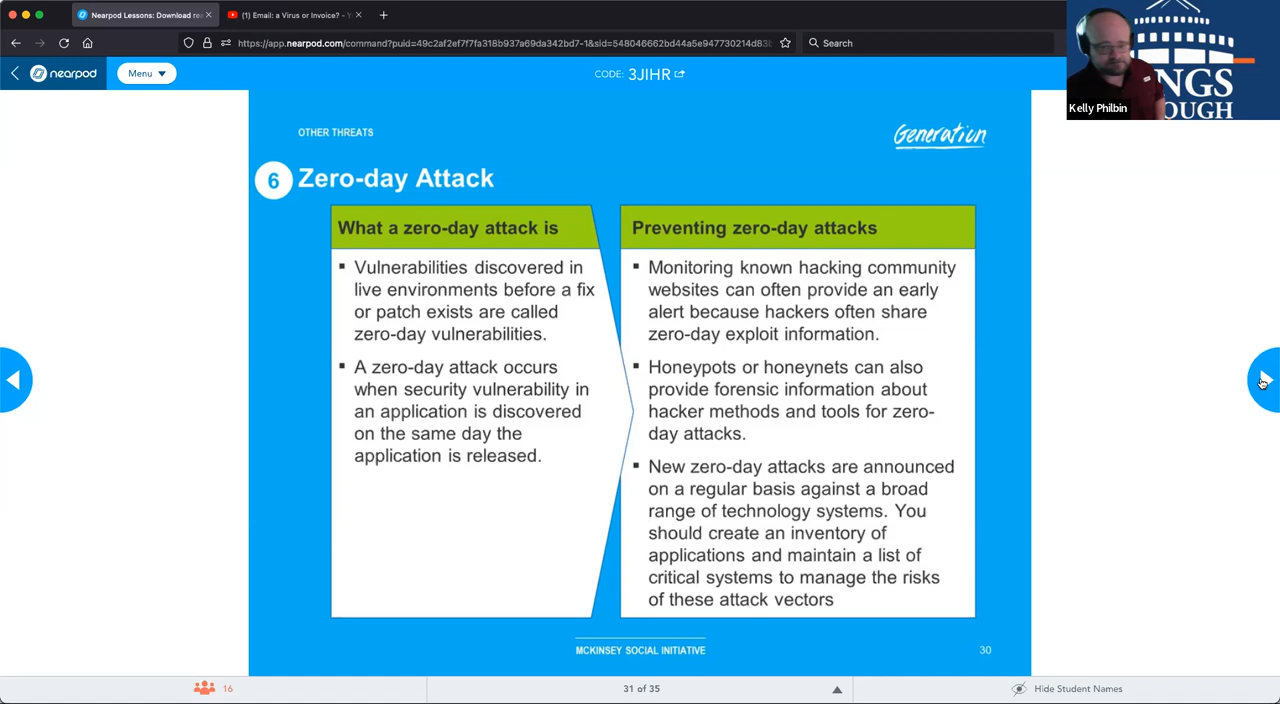 Nearpod Lessons: Download rea
(1) Email: a Virus or Invoice? - Y
https://app.nearpod.com/command?puid=49c2af2ef7f7fa318b937a69da342bd7-1&sid=548046662bd44a5e947730214d83b
Search
nearpod
Menu
CODE: 3JIHR
NGS
OUGH
Kelly Philbin
OTHER THREATS
Generation
6
Zero-day Attack
What a zero-day attack is
▪ Vulnerabilities discovered in
live environments before a fix
or patch exists are called
zero-day vulnerabilities.
▪ A zero-day attack occurs
when security vulnerability in
an application is discovered
on the same day the
application is released.
Preventing zero-day attacks
▪ Monitoring known hacking community
websites can often provide an early
alert because hackers often share
zero-day exploit information.
▪ Honeypots or honeynets can also
provide forensic information about
hacker methods and tools for zero-
day attacks.
▪ New zero-day attacks are announced
on a regular basis against a broad
range of technology systems. You
should create an inventory of
applications and maintain a list of
critical systems to manage the risks
of these attack vectors
MCKINSEY SOCIAL INITIATIVE
30
16
31 of 35
Hide Student Names